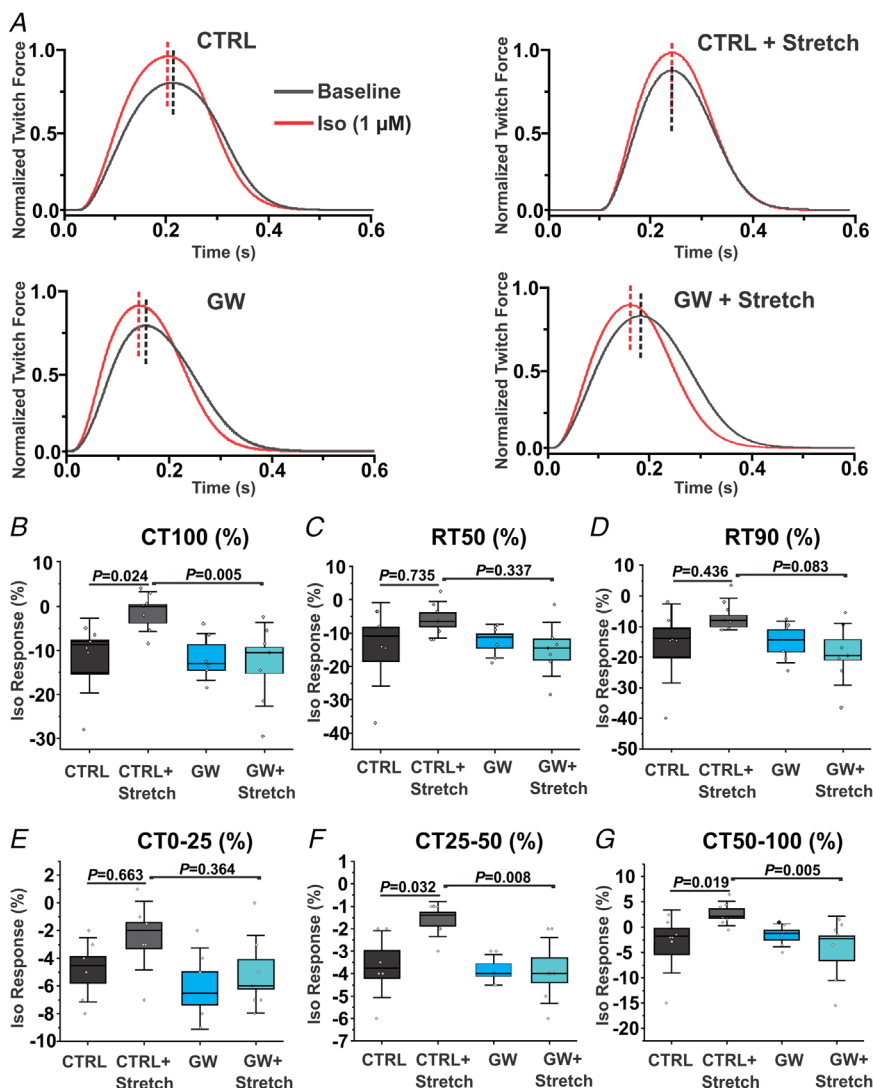 A
CTRL
CTRL + Stretch
Baseline
Iso (1 µM)
Normalized Twitch Force
1.0
0.5
0.0
0.0 0.2 0.4 0.6
Time (s)
Normalized Twitch Force
1.0
0.5
0.0
0.0 0.2 0.4 0.6
Time (s)
GW
GW + Stretch
Normalized Twitch Force
1.0
0.5
0.0
0.0 0.2 0.4 0.6
Time (s)
Normalized Twitch Force
1.0
0.5
0.0
0.0 0.2 0.4 0.6
Time (s)
B
CT100 (%)
P=0.024
P=0.005
Iso Response (%)
10
0
-10
-20
-30
CTRL CTRL+ GW GW+
Stretch Stretch
C
RT50 (%)
P=0.735
P=0.337
Iso Response (%)
10
5
0
-5
-10
-20
-30
-40
CTRL CTRL+ GW GW+
Stretch Stretch
D
RT90 (%)
P=0.436
P=0.083
Iso Response (%)
10
0
-10
-20
-30
-40
-50
CTRL CTRL+ GW GW+
Stretch Stretch
E
CT0-25 (%)
P=0.663
P=0.364
Iso Response (%)
2
0
-2
-4
-6
-8
-10
CTRL CTRL+ GW GW+
Stretch Stretch
F
CT25-50 (%)
P=0.032
P=0.008
Iso Response (%)
1
0
-1
-2
-3
-4
-5
-6
-7
CTRL CTRL+ GW GW+
Stretch Stretch
G
CT50-100 (%)
P=0.019
P=0.005
Iso Response (%)
15
10
5
0
-5
-10
-15
-20
CTRL CTRL+ GW GW+
Stretch Stretch